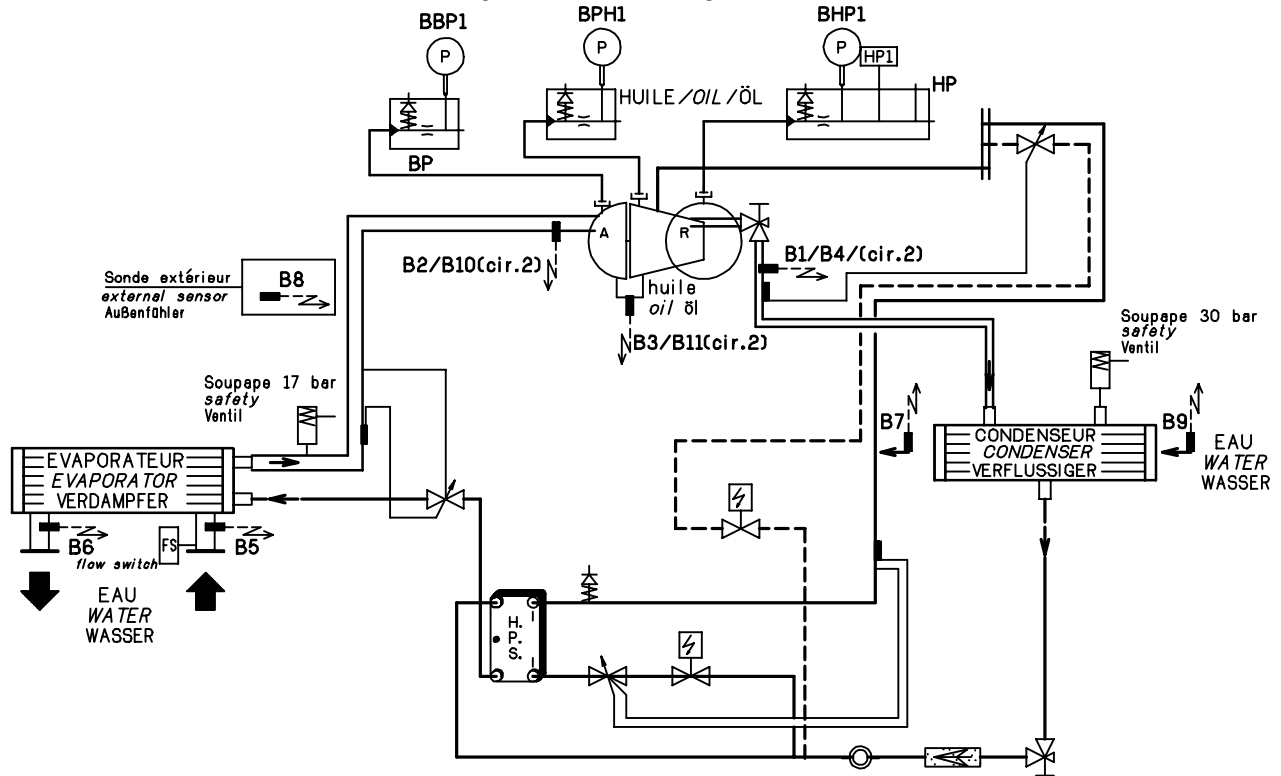 BBP1
BPH1
BHP1
P
P
P
HP1
HP
HUILE/OIL/ÖL
BP
A
R
B2/B10(cir.2)
B1/B4/(cir.2)
huile
oil öl
B3/B11(cir.2)
Sonde extérieur
external sensor
Außenfühler
B8
Soupape 30 bar
safety
Ventil
Soupape 17 bar
safety
Ventil
B7
B9
CONDENSEUR
CONDENSER
VERFLUSSIGER
EAU
WATER
WASSER
EVAPORATEUR
EVAPORATOR
VERDAMPFER
B6
flow switch
FS
B5
EAU
WATER
WASSER
H.
P.
S.